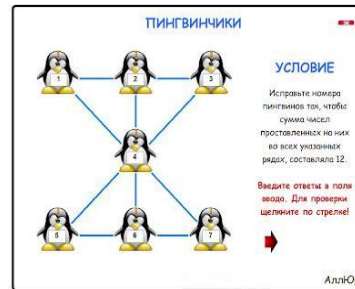 ПИНГВИНЧИКИ
1 2 3
УСЛОВИЕ
Исправьте номера
пингвинов так, чтобы
сумма чисел
проставленных на них
во всех указанных
рядах, составляла 12.
4
Введите ответы в поля
ввода. Для проверки
щелкните по стрелке!
5 6 7